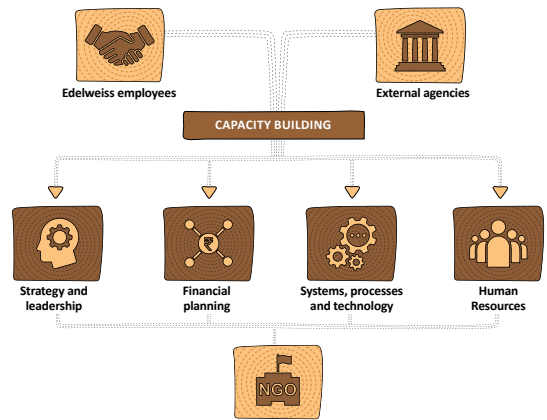 Edelweiss employees
External agencies
CAPACITY BUILDING
₹
Strategy and
leadership
Financial
planning
Systems, processes
and technology
Human
Resources
NGO